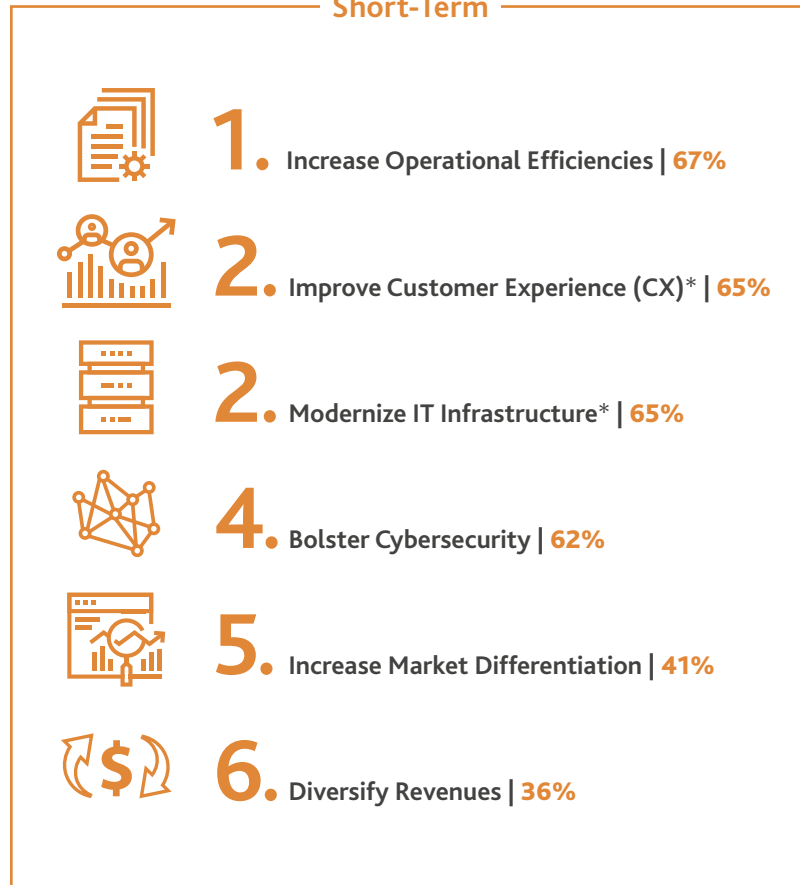 Short-Term
1. Increase Operational Efficiencies | 67%
2. Improve Customer Experience (CX)* | 65%
2. Modernize IT Infrastructure* | 65%
4. Bolster Cybersecurity | 62%
5. Increase Market Differentiation | 41%
$
6. Diversify Revenues | 36%